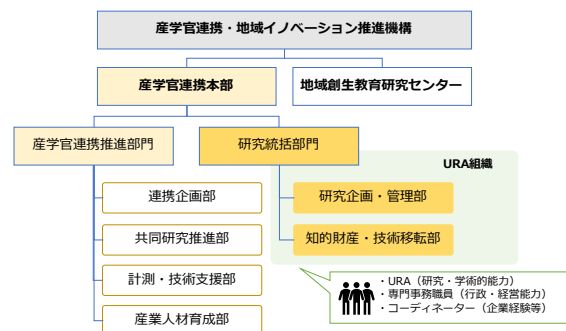 産学官連携・地域イノベーション推進機構
産学官連携本部
地域創生教育研究センター
産学官連携推進部門
研究統括部門
URA組織
連携企画部
研究企画・管理部
共同研究推進部
知的財産・技術移転部
計測・技術支援部
・URA（研究・学術的能力）
・専門事務職員（行政・経営能力）
・コーディネーター（企業経験等）
産業人材育成部